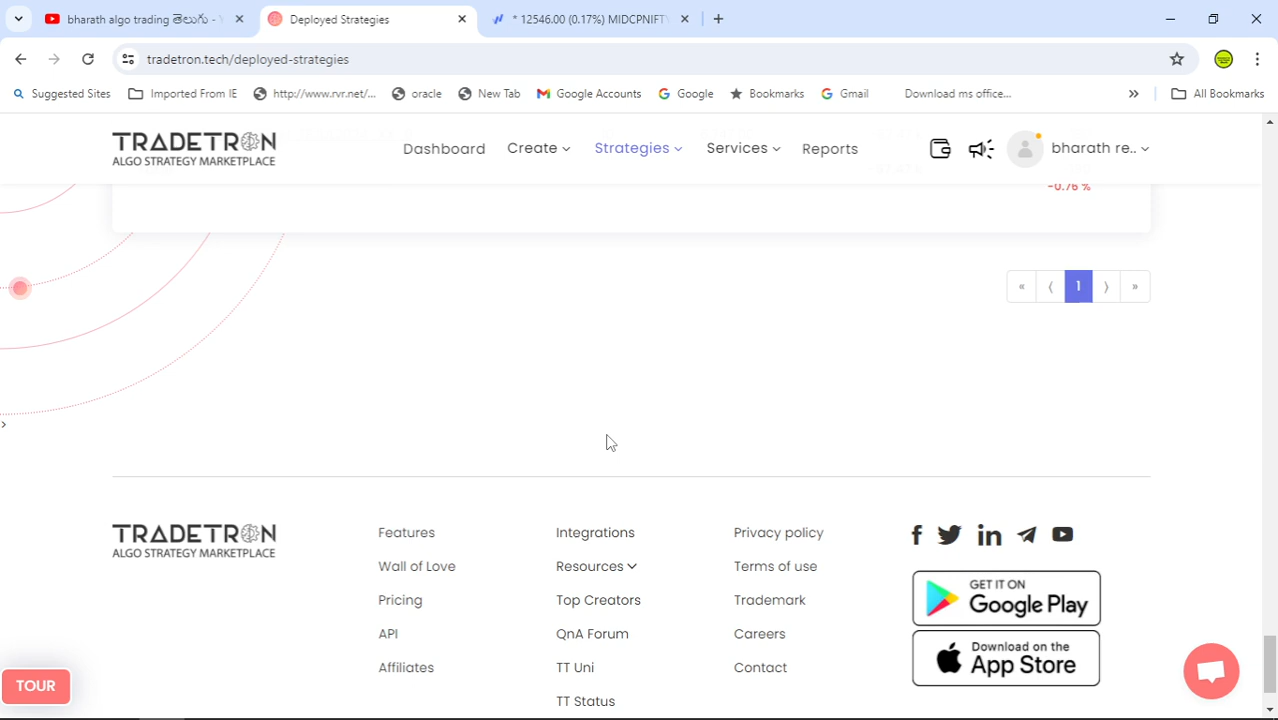 bharath algo trading తెలుగు -
Deployed Strategies
* 12546.00 (0.17%) MIDCPNIFTY
tradetron.tech/deployed-strategies
Suggested Sites
Imported From IE
http://www.rvr.net/...
oracle
New Tab
Google Accounts
Google
Bookmarks
Gmail
Download ms office...
»
All Bookmarks
TRADETRON
ALGO STRATEGY MARKETPLACE
Dashboard
Create
Strategies
Services
Reports
bharath re..
-0.76 %
« ⟨ 1 ⟩ »
TRADETRON
ALGO STRATEGY MARKETPLACE
Features
Wall of Love
Pricing
API
Affiliates
Integrations
Resources
Top Creators
QnA Forum
TT Uni
TT Status
Privacy policy
Terms of use
Trademark
Careers
Contact
GET IT ON
Google Play
Download on the
App Store
TOUR